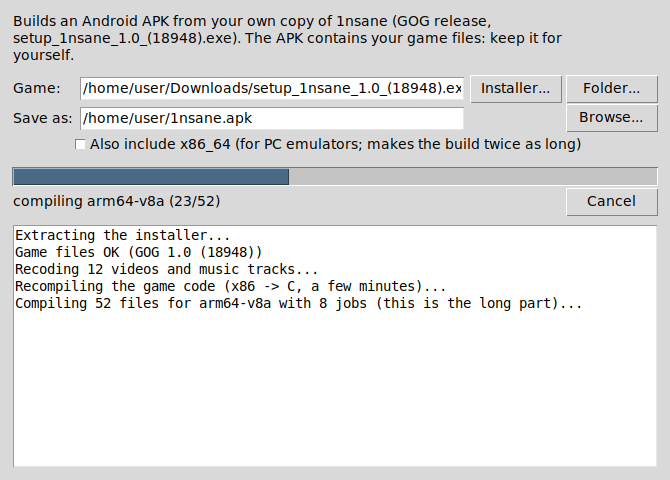 Builds an Android APK from your own copy of 1nsane (GOG release,
setup_1nsane_1.0_(18948).exe). The APK contains your game files: keep it for
yourself.
Game: /home/user/Downloads/setup_1nsane_1.0_(18948).ex Installer... Folder...
Save as: /home/user/1nsane.apk Browse...
Also include x86_64 (for PC emulators; makes the build twice as long)
compiling arm64-v8a (23/52) Cancel
Extracting the installer...
Game files OK (GOG 1.0 (18948))
Recoding 12 videos and music tracks...
Recompiling the game code (x86 -> C, a few minutes)...
Compiling 52 files for arm64-v8a with 8 jobs (this is the long part)...